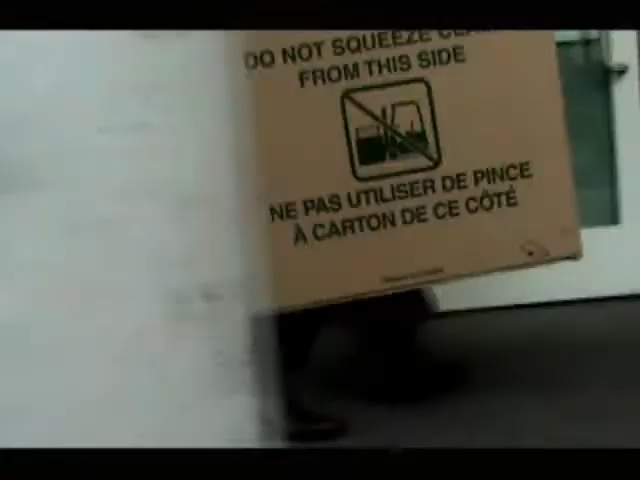 DO NOT SQUEEZE
FROM THIS SIDE
NE PAS UTILISER DE PINCE
À CARTON DE CE CÔTÉ